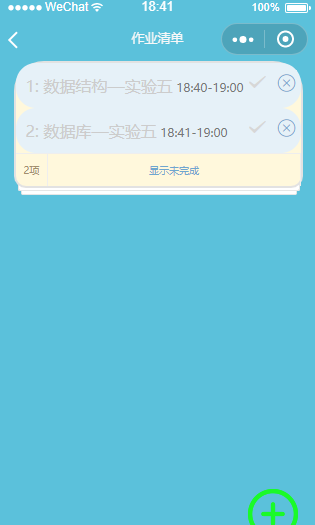 WeChat 18:41 100%
作业清单
1: 数据结构—实验五 18:40-19:00
2: 数据库—实验五 18:41-19:00
2项 显示未完成